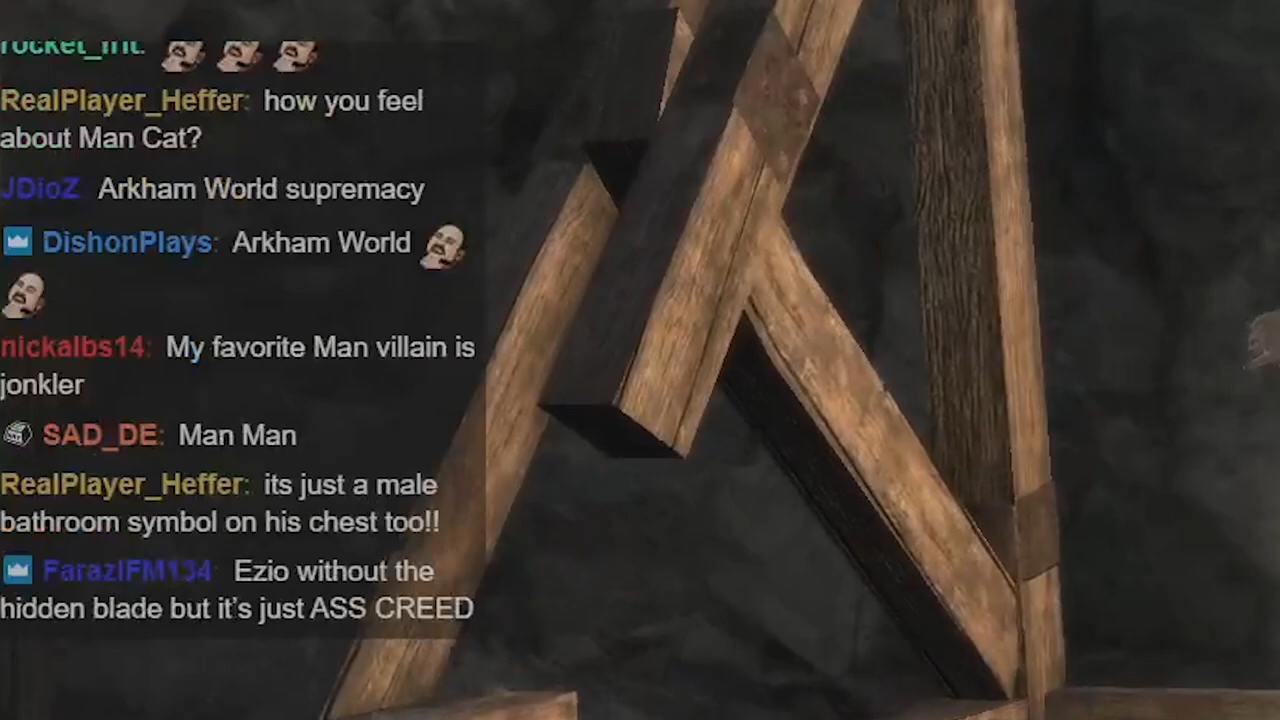 rocket_frit:
RealPlayer_Heffer: how you feel
about Man Cat?
JDioZ Arkham World supremacy
DishonPlays: Arkham World
nickalbs14: My favorite Man villain is
jonkler
SAD_DE: Man Man
RealPlayer_Heffer: its just a male
bathroom symbol on his chest too!!
FarazIFM134 Ezio without the
hidden blade but it's just ASS CREED